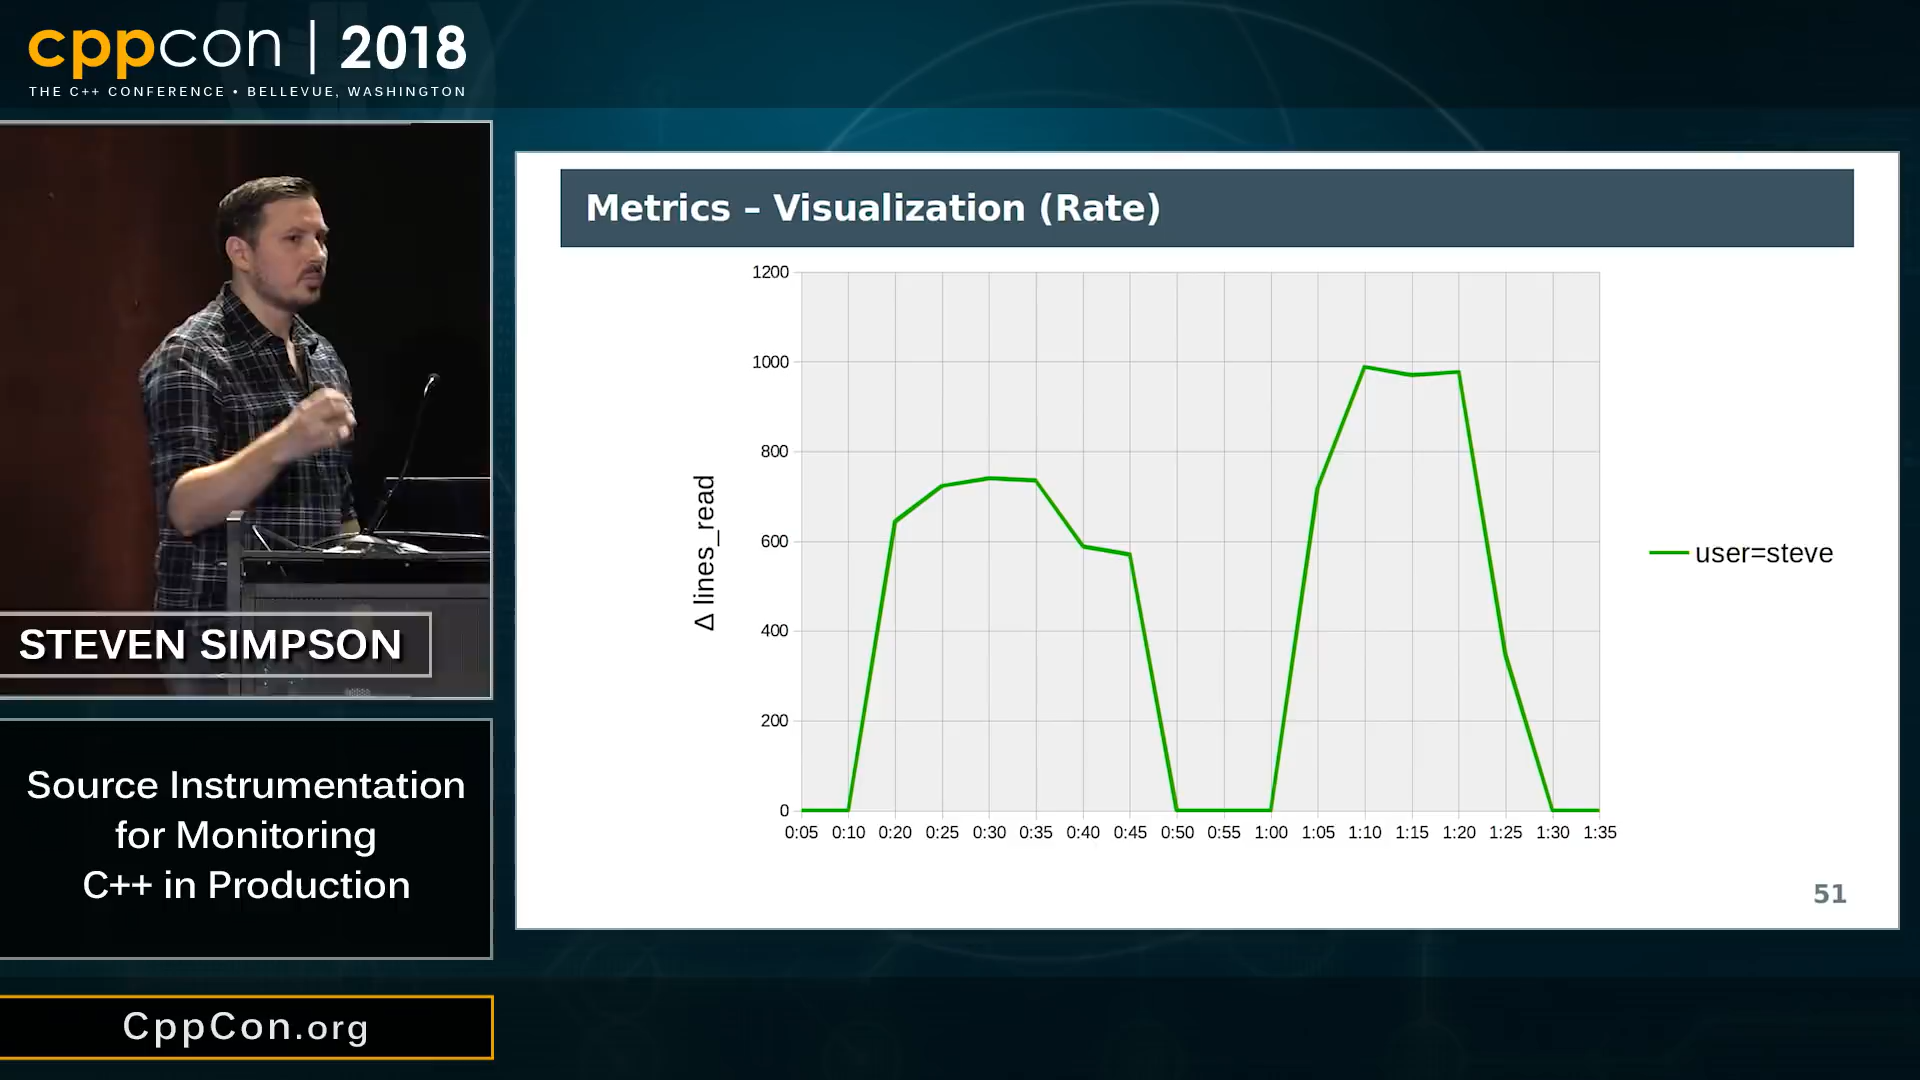 cppcon | 2018
THE C++ CONFERENCE • BELLEVUE, WASHINGTON
STEVEN SIMPSON
Source Instrumentation
for Monitoring
C++ in Production
CppCon.org
Metrics – Visualization (Rate)
1200
1000
800
600
400
200
0
Δ lines_read
0:05 0:10 0:20 0:25 0:30 0:35 0:40 0:45 0:50 0:55 1:00 1:05 1:10 1:15 1:20 1:25 1:30 1:35
user=steve
51